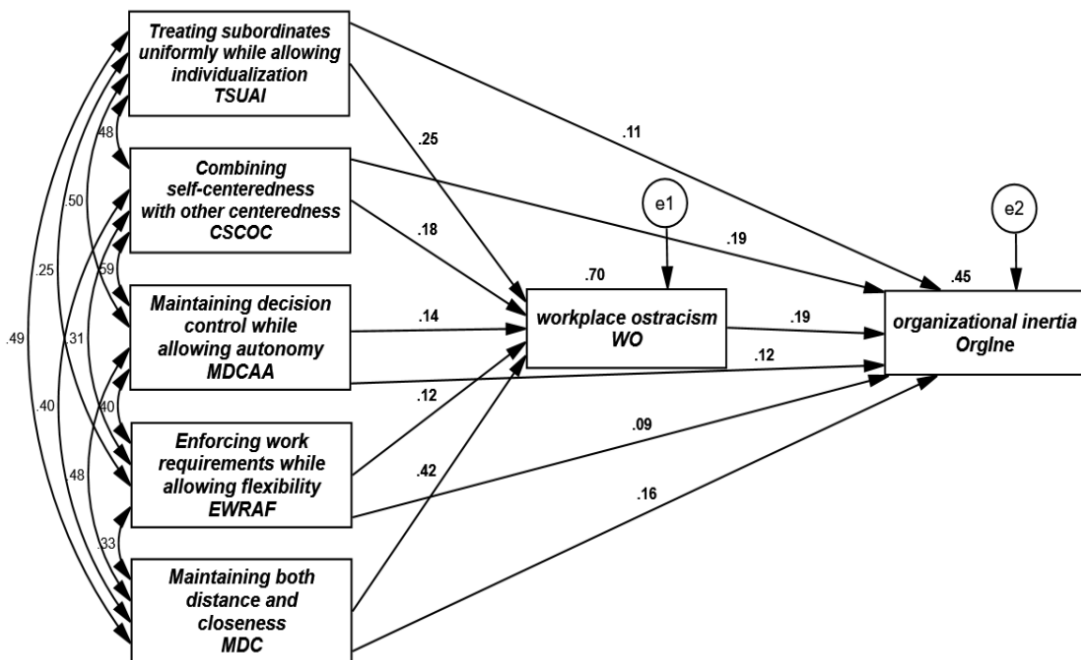 Treating subordinates
uniformly while allowing
individualization
TSUAI
Combining
self-centeredness
with other centeredness
CSCOC
Maintaining decision
control while
allowing autonomy
MDCAA
Enforcing work
requirements while
allowing flexibility
EWRAF
Maintaining both
distance and
closeness
MDC
.48
.50
.59
.25
.31
.49
.40
.40
.48
.33
.25
.18
.14
.12
.42
.11
.19
.12
.09
.16
e1
.70
workplace ostracism
WO
.19
e2
.45
organizational inertia
OrgIne